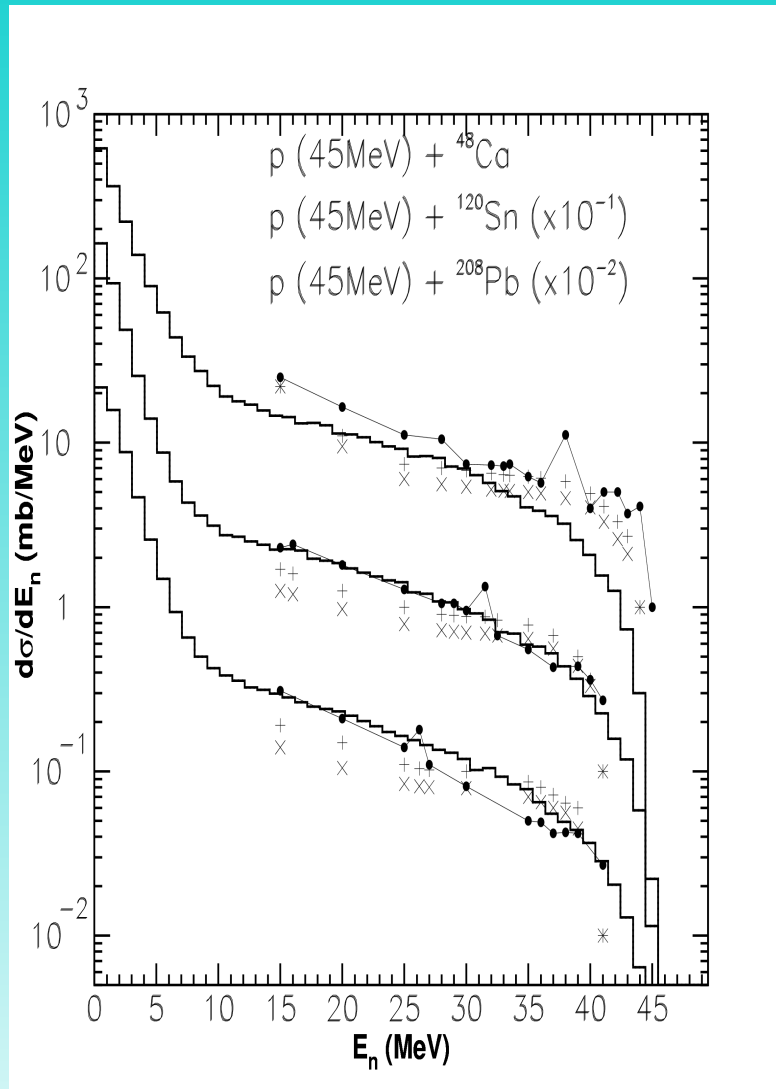 10³
10²
10
1
10⁻¹
10⁻²
dσ/dEₙ (mb/MeV)
p (45MeV) + ⁴⁸Ca
p (45MeV) + ¹²⁰Sn (x10⁻¹)
p (45MeV) + ²⁰⁸Pb (x10⁻²)
0 5 10 15 20 25 30 35 40 45
Eₙ (MeV)